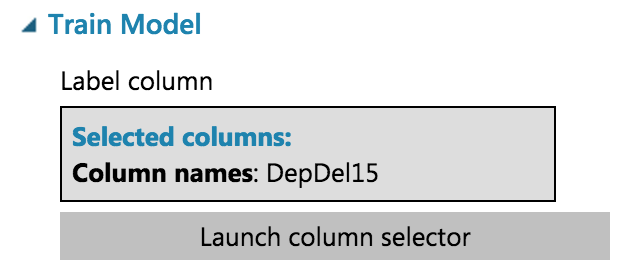 Train Model
Label column
Selected columns:
Column names: DepDel15
Launch column selector